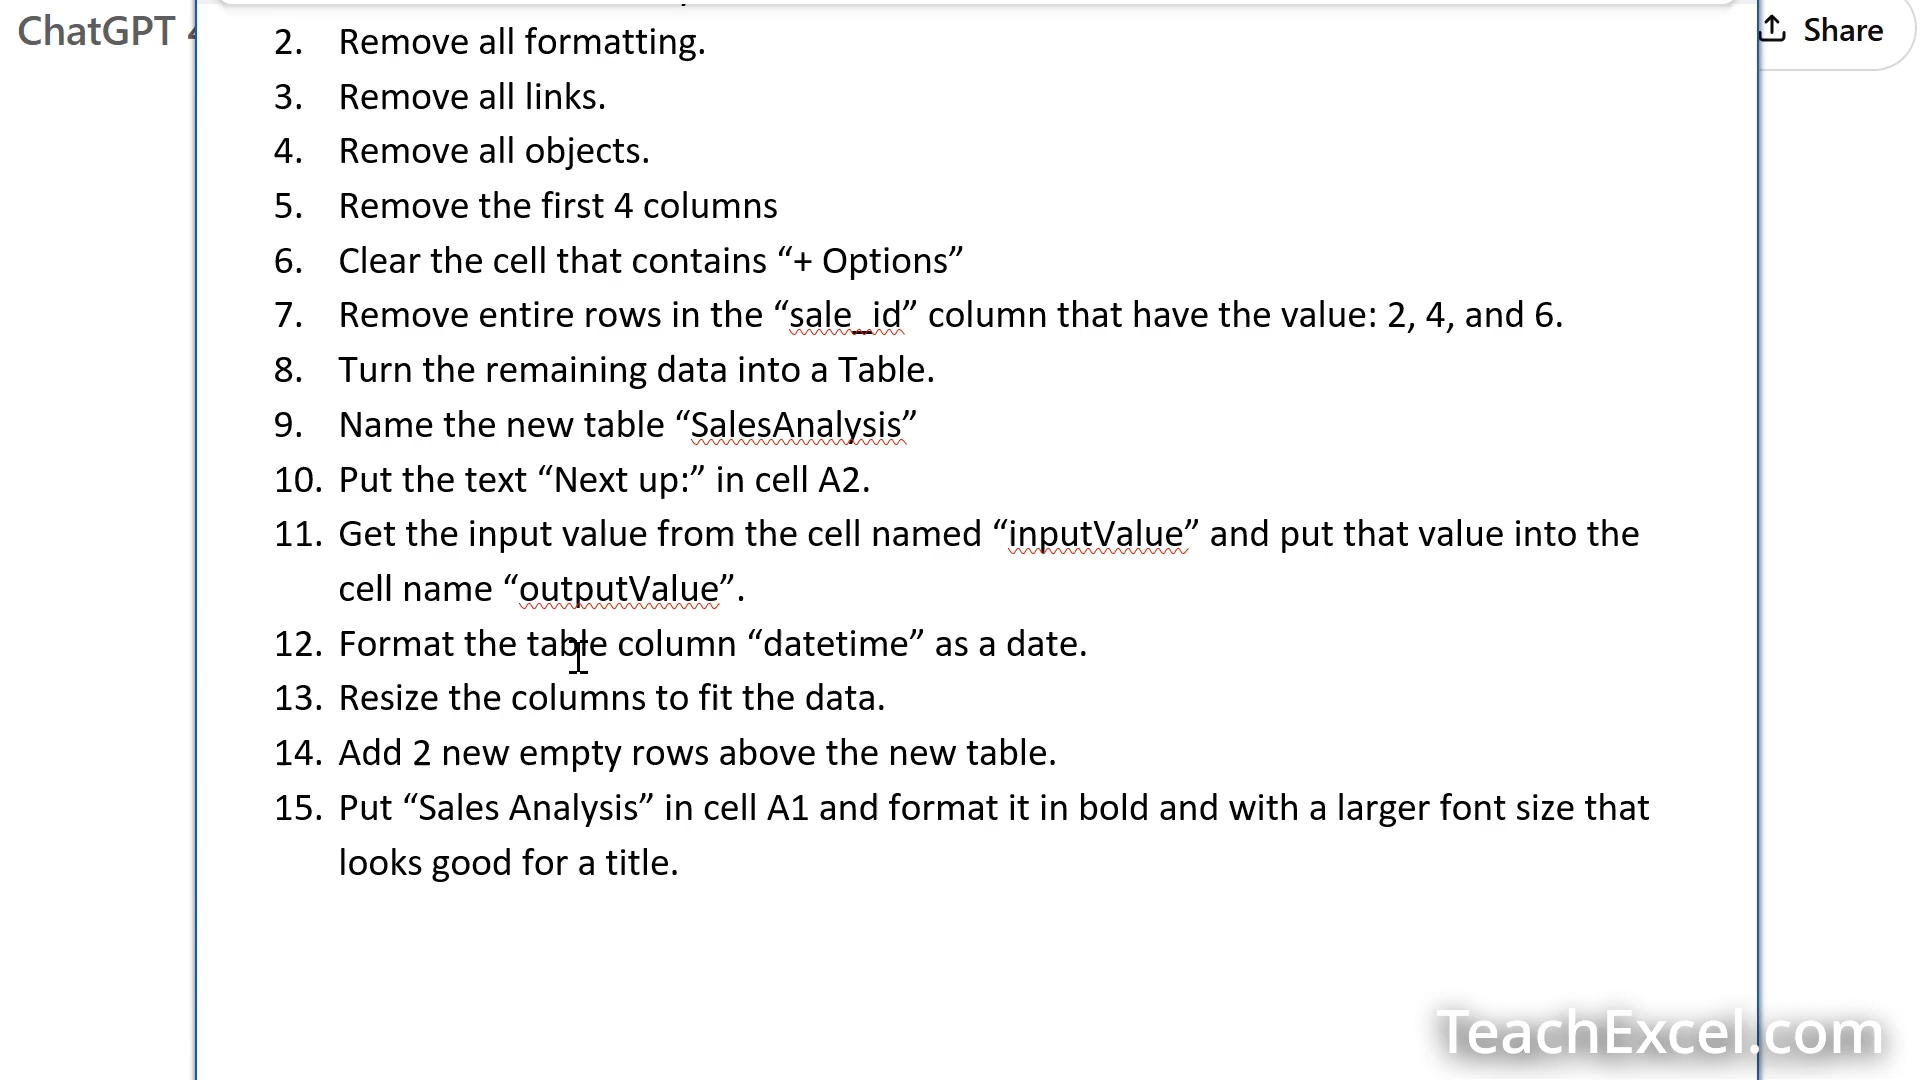 ChatGPT
Share
2. Remove all formatting.
3. Remove all links.
4. Remove all objects.
5. Remove the first 4 columns
6. Clear the cell that contains “+ Options”
7. Remove entire rows in the “sale_id” column that have the value: 2, 4, and 6.
8. Turn the remaining data into a Table.
9. Name the new table “SalesAnalysis”
10. Put the text “Next up:” in cell A2.
11. Get the input value from the cell named “inputValue” and put that value into the
cell name “outputValue”.
12. Format the table column “datetime” as a date.
13. Resize the columns to fit the data.
14. Add 2 new empty rows above the new table.
15. Put “Sales Analysis” in cell A1 and format it in bold and with a larger font size that
looks good for a title.
TeachExcel.com